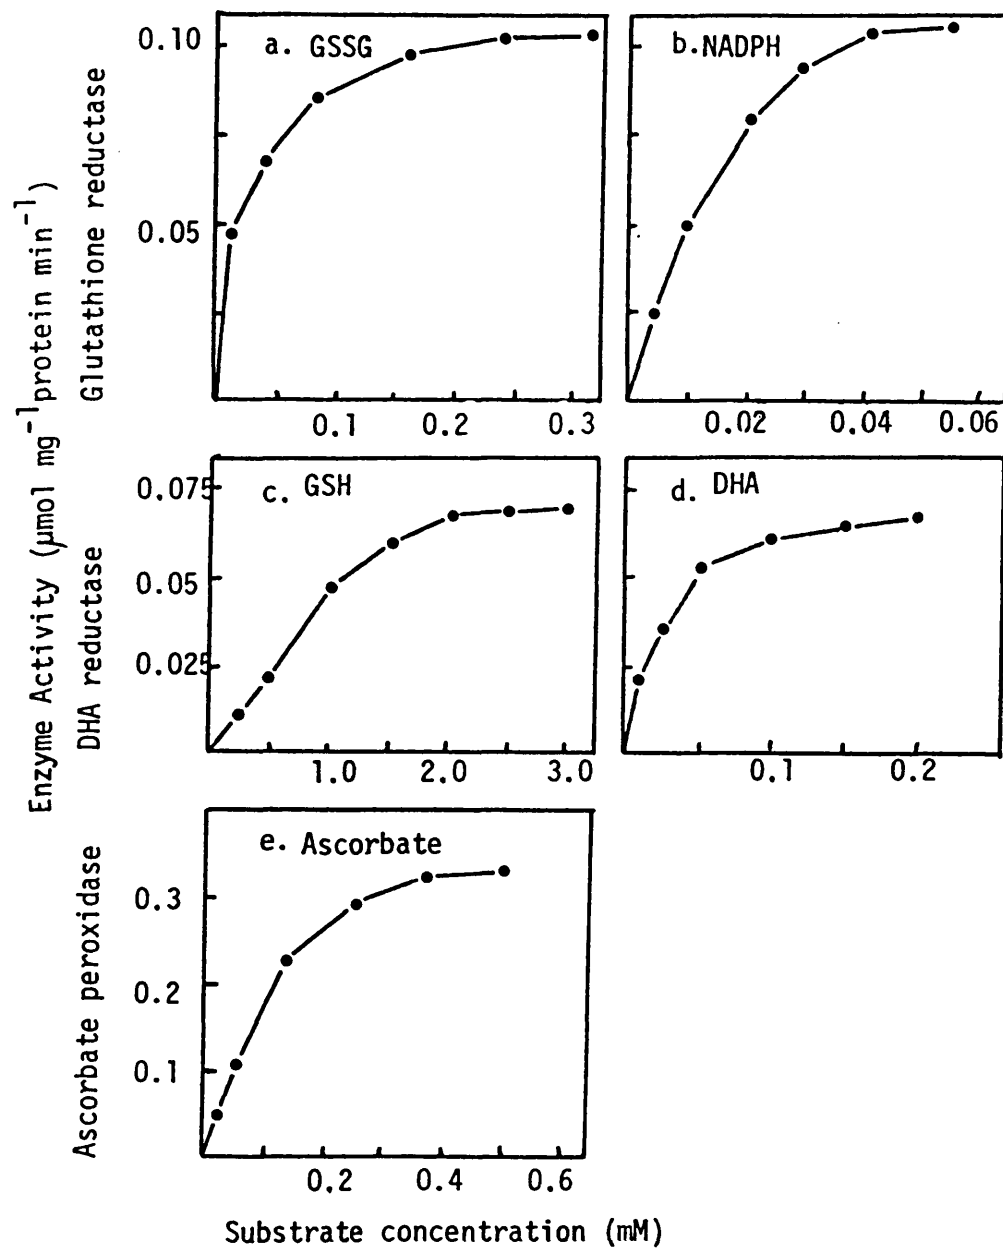 Enzyme Activity (μmol mg⁻¹protein min⁻¹)
Glutathione reductase
0.10
0.05
a. GSSG
0.1 0.2 0.3
b. NADPH
0.02 0.04 0.06
DHA reductase
0.075
0.05
0.025
c. GSH
1.0 2.0 3.0
d. DHA
0.1 0.2
Ascorbate peroxidase
0.3
0.2
0.1
e. Ascorbate
0.2 0.4 0.6
Substrate concentration (mM)